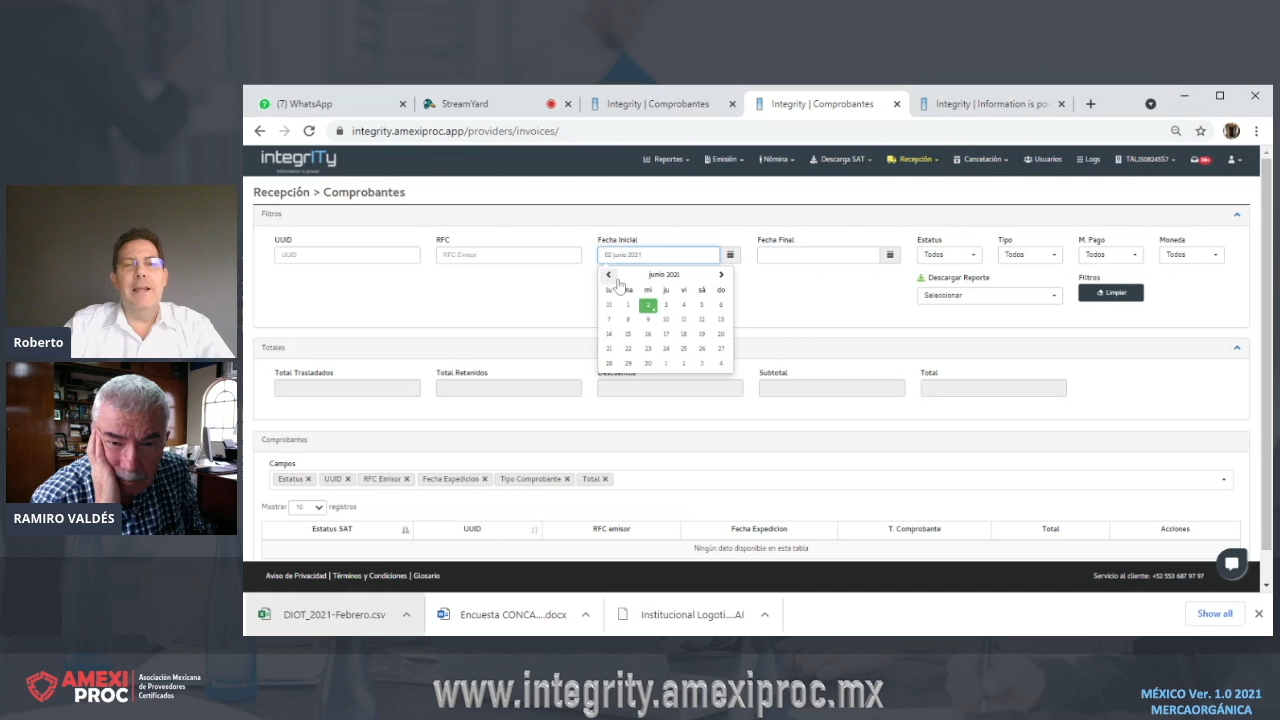 (7) WhatsApp
StreamYard
Integrity | Comprobantes
Integrity | Comprobantes
Integrity | Information is po
integrity.amexiproc.app/providers/invoices/
integrITy
Information is power
Reportes
Emisión
Nómina
Descarga SAT
Recepción
Cancelación
Usuarios
Logs
TAL1508245S7
Recepción > Comprobantes
Filtros
UUID
RFC
Fecha Inicial
Fecha Final
Estatus
Tipo
M. Pago
Moneda
UUID
RFC Emisor
02 junio 2021
Todos
Todos
Todos
Todos
junio 2021
lu ma mi ju vi sá do
31 1 2 3 4 5 6
7 8 9 10 11 12 13
14 15 16 17 18 19 20
21 22 23 24 25 26 27
28 29 30 1 2 3 4
Descargar Reporte
Filtros
Seleccionar
Limpiar
Roberto
Totales
Total Trasladados
Total Retenidos
Descuentos
Subtotal
Total
RAMIRO VALDÉS
Comprobantes
Campos
Estatus
UUID
RFC Emisor
Fecha Expedicion
Tipo Comprobante
Total
Mostrar 10 registros
Estatus SAT
UUID
RFC emisor
Fecha Expedicion
T. Comprobante
Total
Acciones
Ningún dato disponible en esta tabla
Aviso de Privacidad | Términos y Condiciones | Glosario
Servicio al cliente: +52 553 687 97 97
DIOT_2021-Febrero.csv
Encuesta CONCA....docx
Institucional Logoti....AI
Show all
AMEXI
PROC
Asociación Mexicana
de Proveedores
Certificados
www.integrity.amexiproc.mx
MÉXICO Ver. 1.0 2021
MERCAORGÁNICA